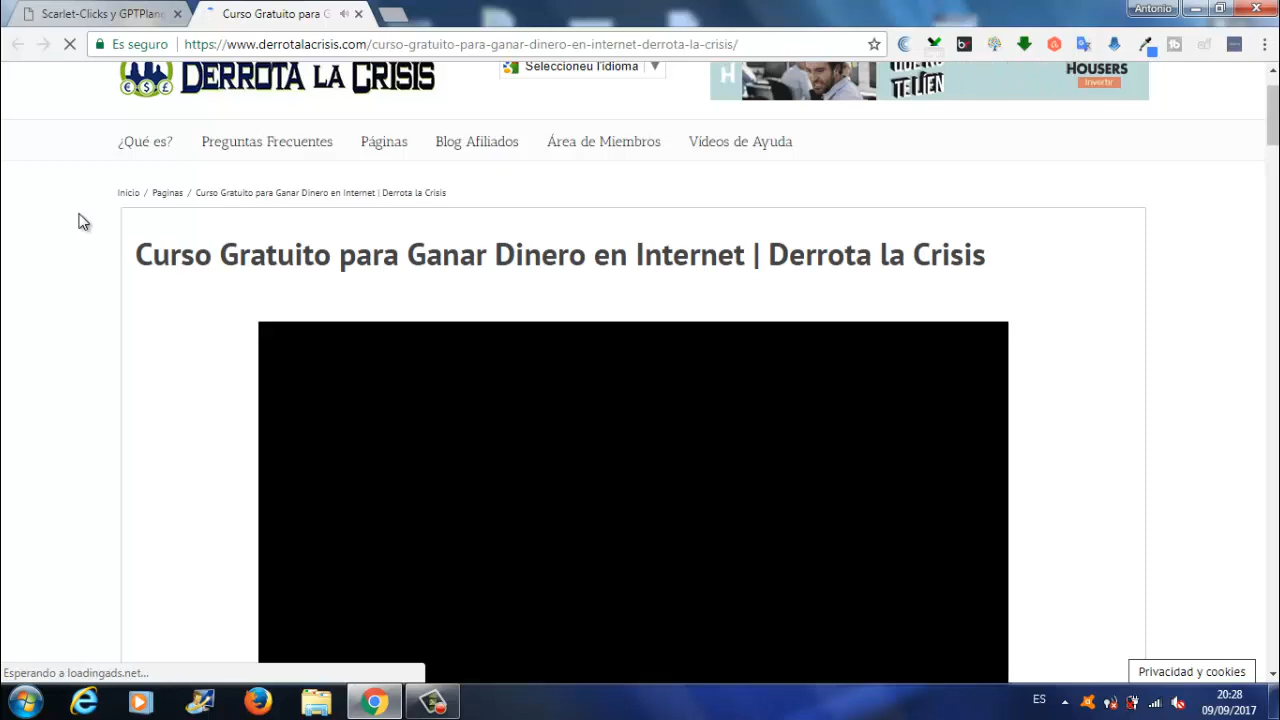 Scarlet-Clicks y GPTPlane
Curso Gratuito para G
Antonio
Es seguro
https://www.derrotalacrisis.com/curso-gratuito-para-ganar-dinero-en-internet-derrota-la-crisis/
DERROTA LA CRISIS
Seleccioneu l'idioma
HOUSERS
Invertir
¿Qué es?
Preguntas Frecuentes
Páginas
Blog Afiliados
Área de Miembros
Vídeos de Ayuda
Inicio / Paginas / Curso Gratuito para Ganar Dinero en Internet | Derrota la Crisis
Curso Gratuito para Ganar Dinero en Internet | Derrota la Crisis
Esperando a loadingads.net...
Privacidad y cookies
ES
20:28
09/09/2017